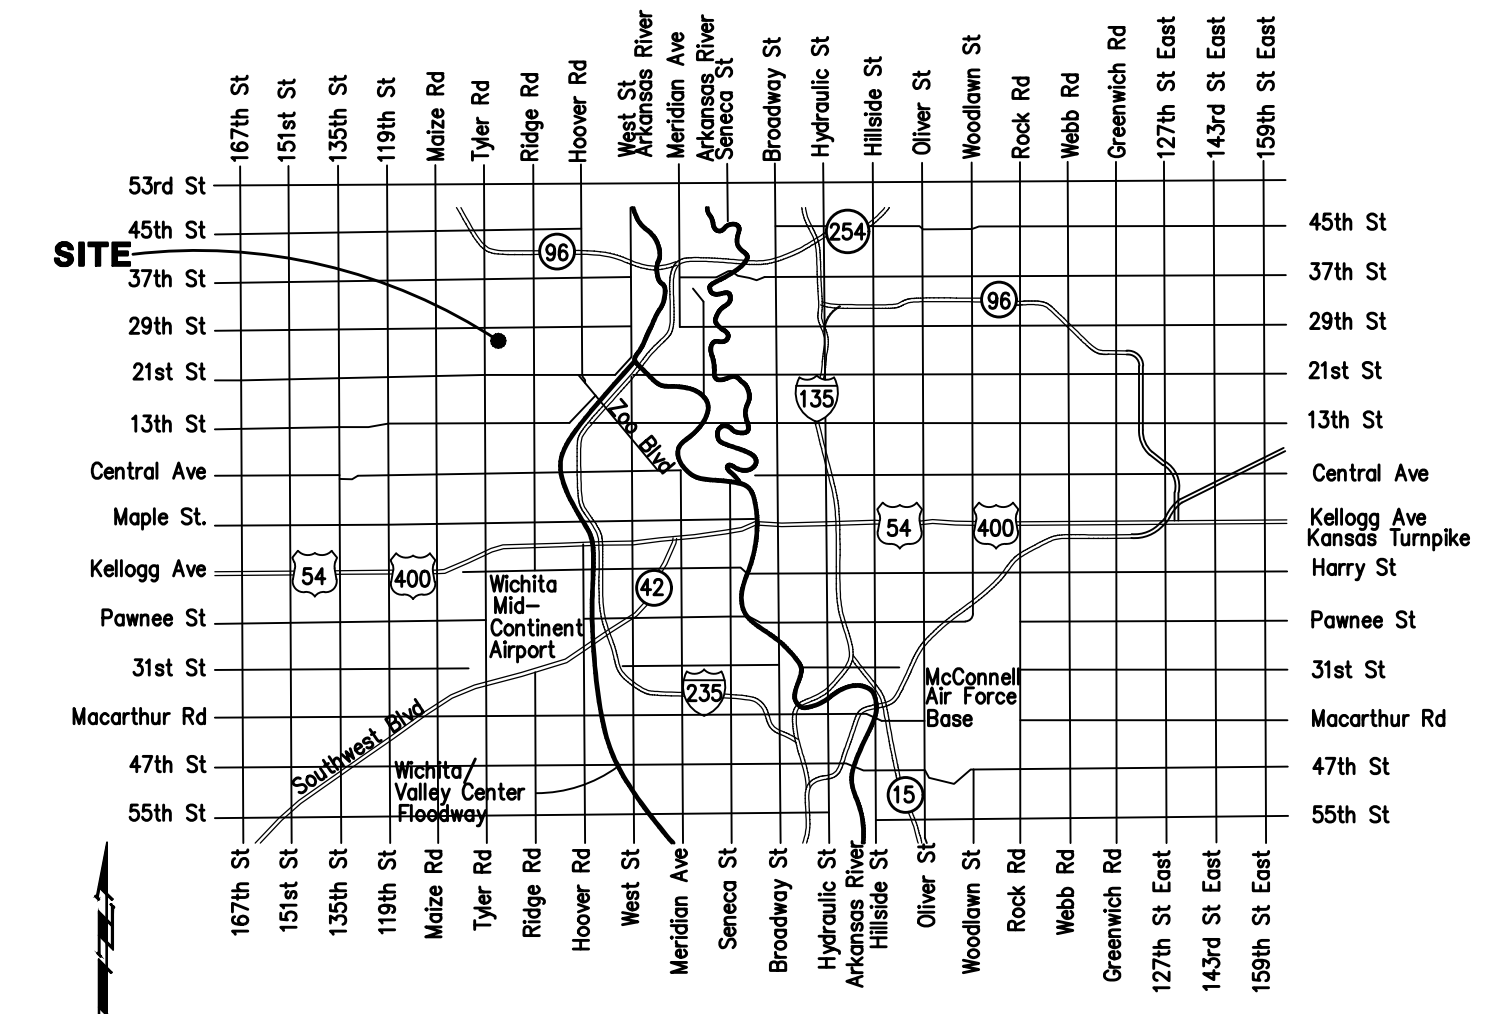 167th St
151st St
135th St
119th St
Maize Rd
Tyler Rd
Ridge Rd
Hoover Rd
West St
Arkansas River
Meridian Ave
Arkansas River
Seneca St
Broadway St
Hydraulic St
Hillside St
Oliver St
Woodlawn St
Rock Rd
Webb Rd
Greenwich Rd
127th St East
143rd St East
159th St East
53rd St
45th St
SITE
37th St
29th St
21st St
13th St
Central Ave
Maple St.
Kellogg Ave
Pawnee St
31st St
Macarthur Rd
47th St
55th St
96
254
96
135
Zoo Blvd
54
400
54
400
42
Wichita
Mid-
Continent
Airport
235
McConnell
Air Force
Base
Southwest Blvd
Wichita/
Valley Center
Floodway
15
45th St
37th St
29th St
21st St
13th St
Central Ave
Kellogg Ave
Kansas Turnpike
Harry St
Pawnee St
31st St
Macarthur Rd
47th St
55th St
167th St
151st St
135th St
119th St
Maize Rd
Tyler Rd
Ridge Rd
Hoover Rd
West St
Meridian Ave
Seneca St
Broadway St
Hydraulic St
Arkansas River
Hillside St
Oliver St
Woodlawn St
Rock Rd
Webb Rd
Greenwich Rd
127th St East
143rd St East
159th St East